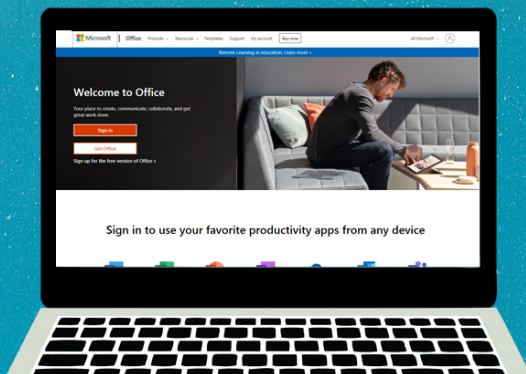 Microsoft | Office Products Resources Templates Support My account Buy now All Microsoft
Remote Learning in education. Learn more >
Welcome to Office
Your place to create, communicate, collaborate, and get
great work done.
Sign in
Get Office
Sign up for the free version of Office >
Sign in to use your favorite productivity apps from any device